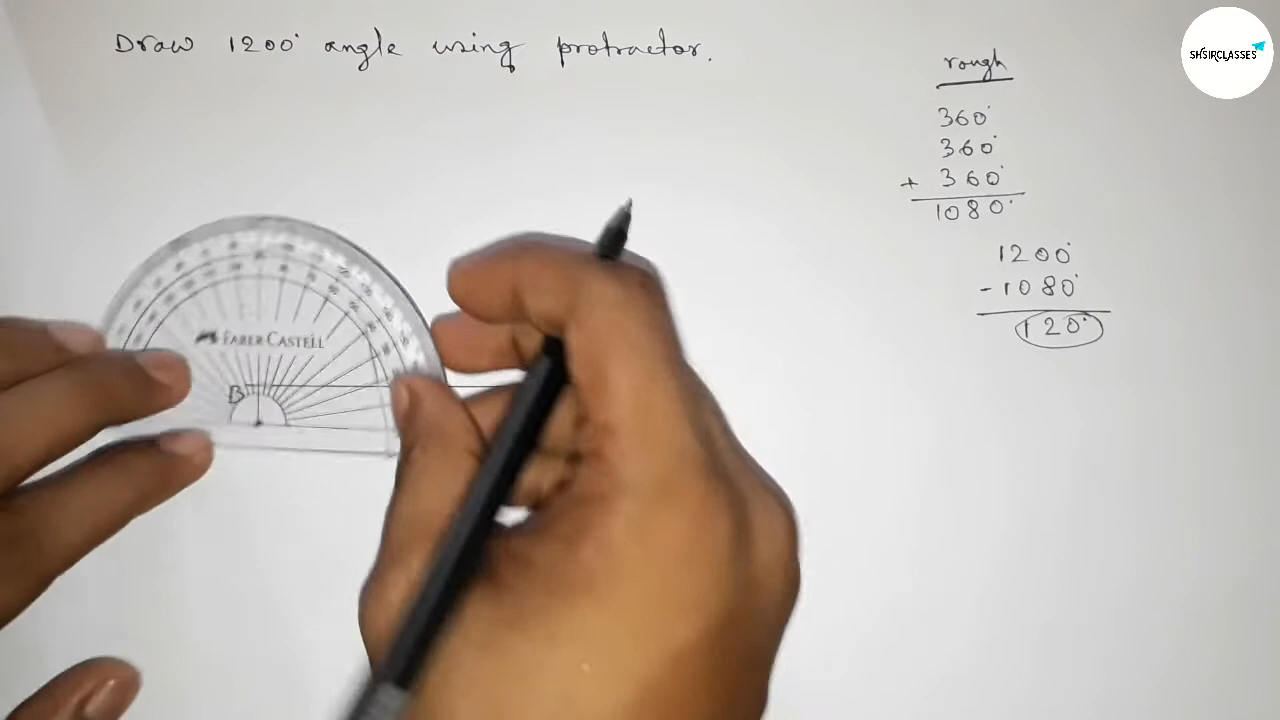 Draw 1200° angle using protractor.
SHSIRCLASSES
rough
360°
360°
+ 360°
1080°
1200°
- 1080°
120°
FABER CASTELL
B